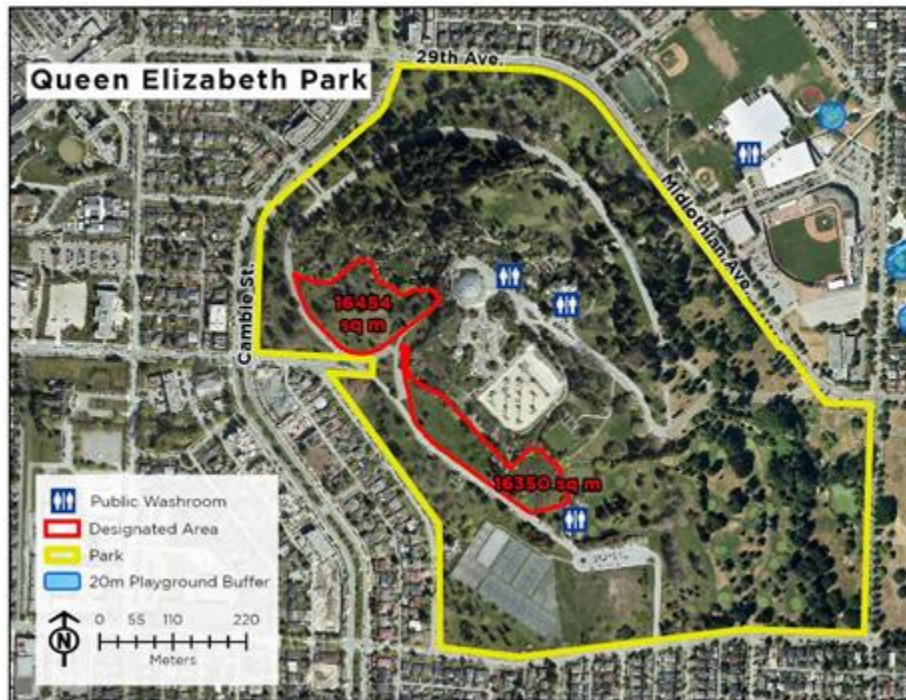 29th Ave.
Queen Elizabeth Park
Midlothian Ave.
Cambie St.
16454
sq m
16350 sq m
Public Washroom
Designated Area
Park
20m Playground Buffer
N
0 55 110 220
Meters